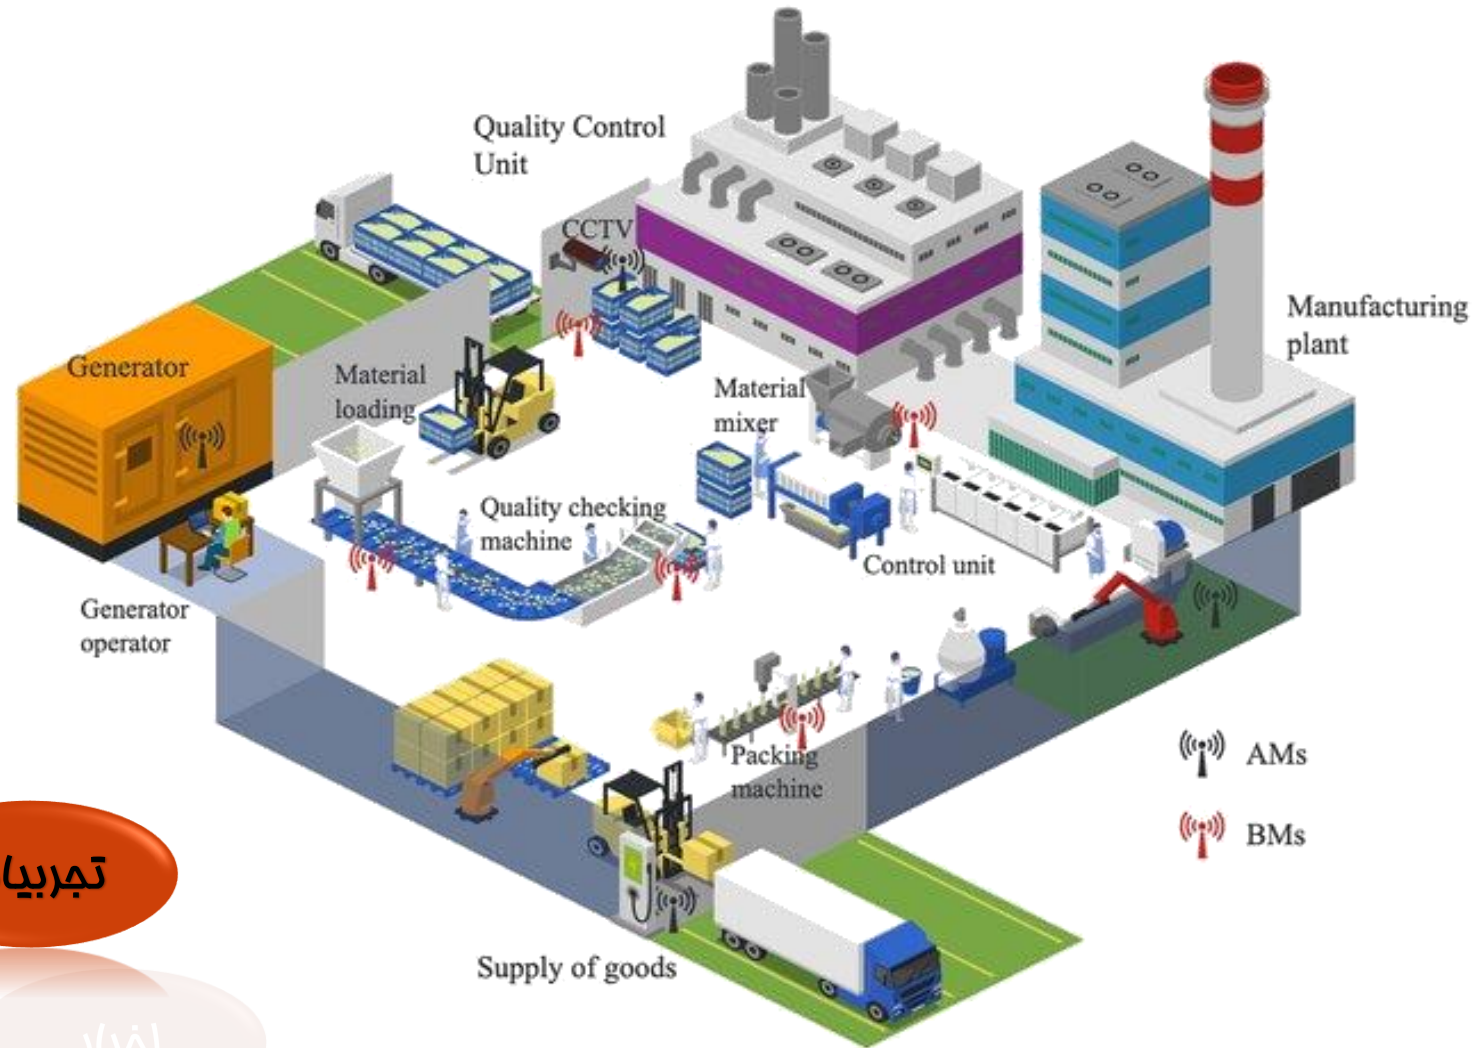 Quality Control
Unit
CCTV
Manufacturing
plant
Generator
Material
loading
Material
mixer
Quality checking
machine
Control unit
Generator
operator
Packing
machine
AMs
BMs
Supply of goods